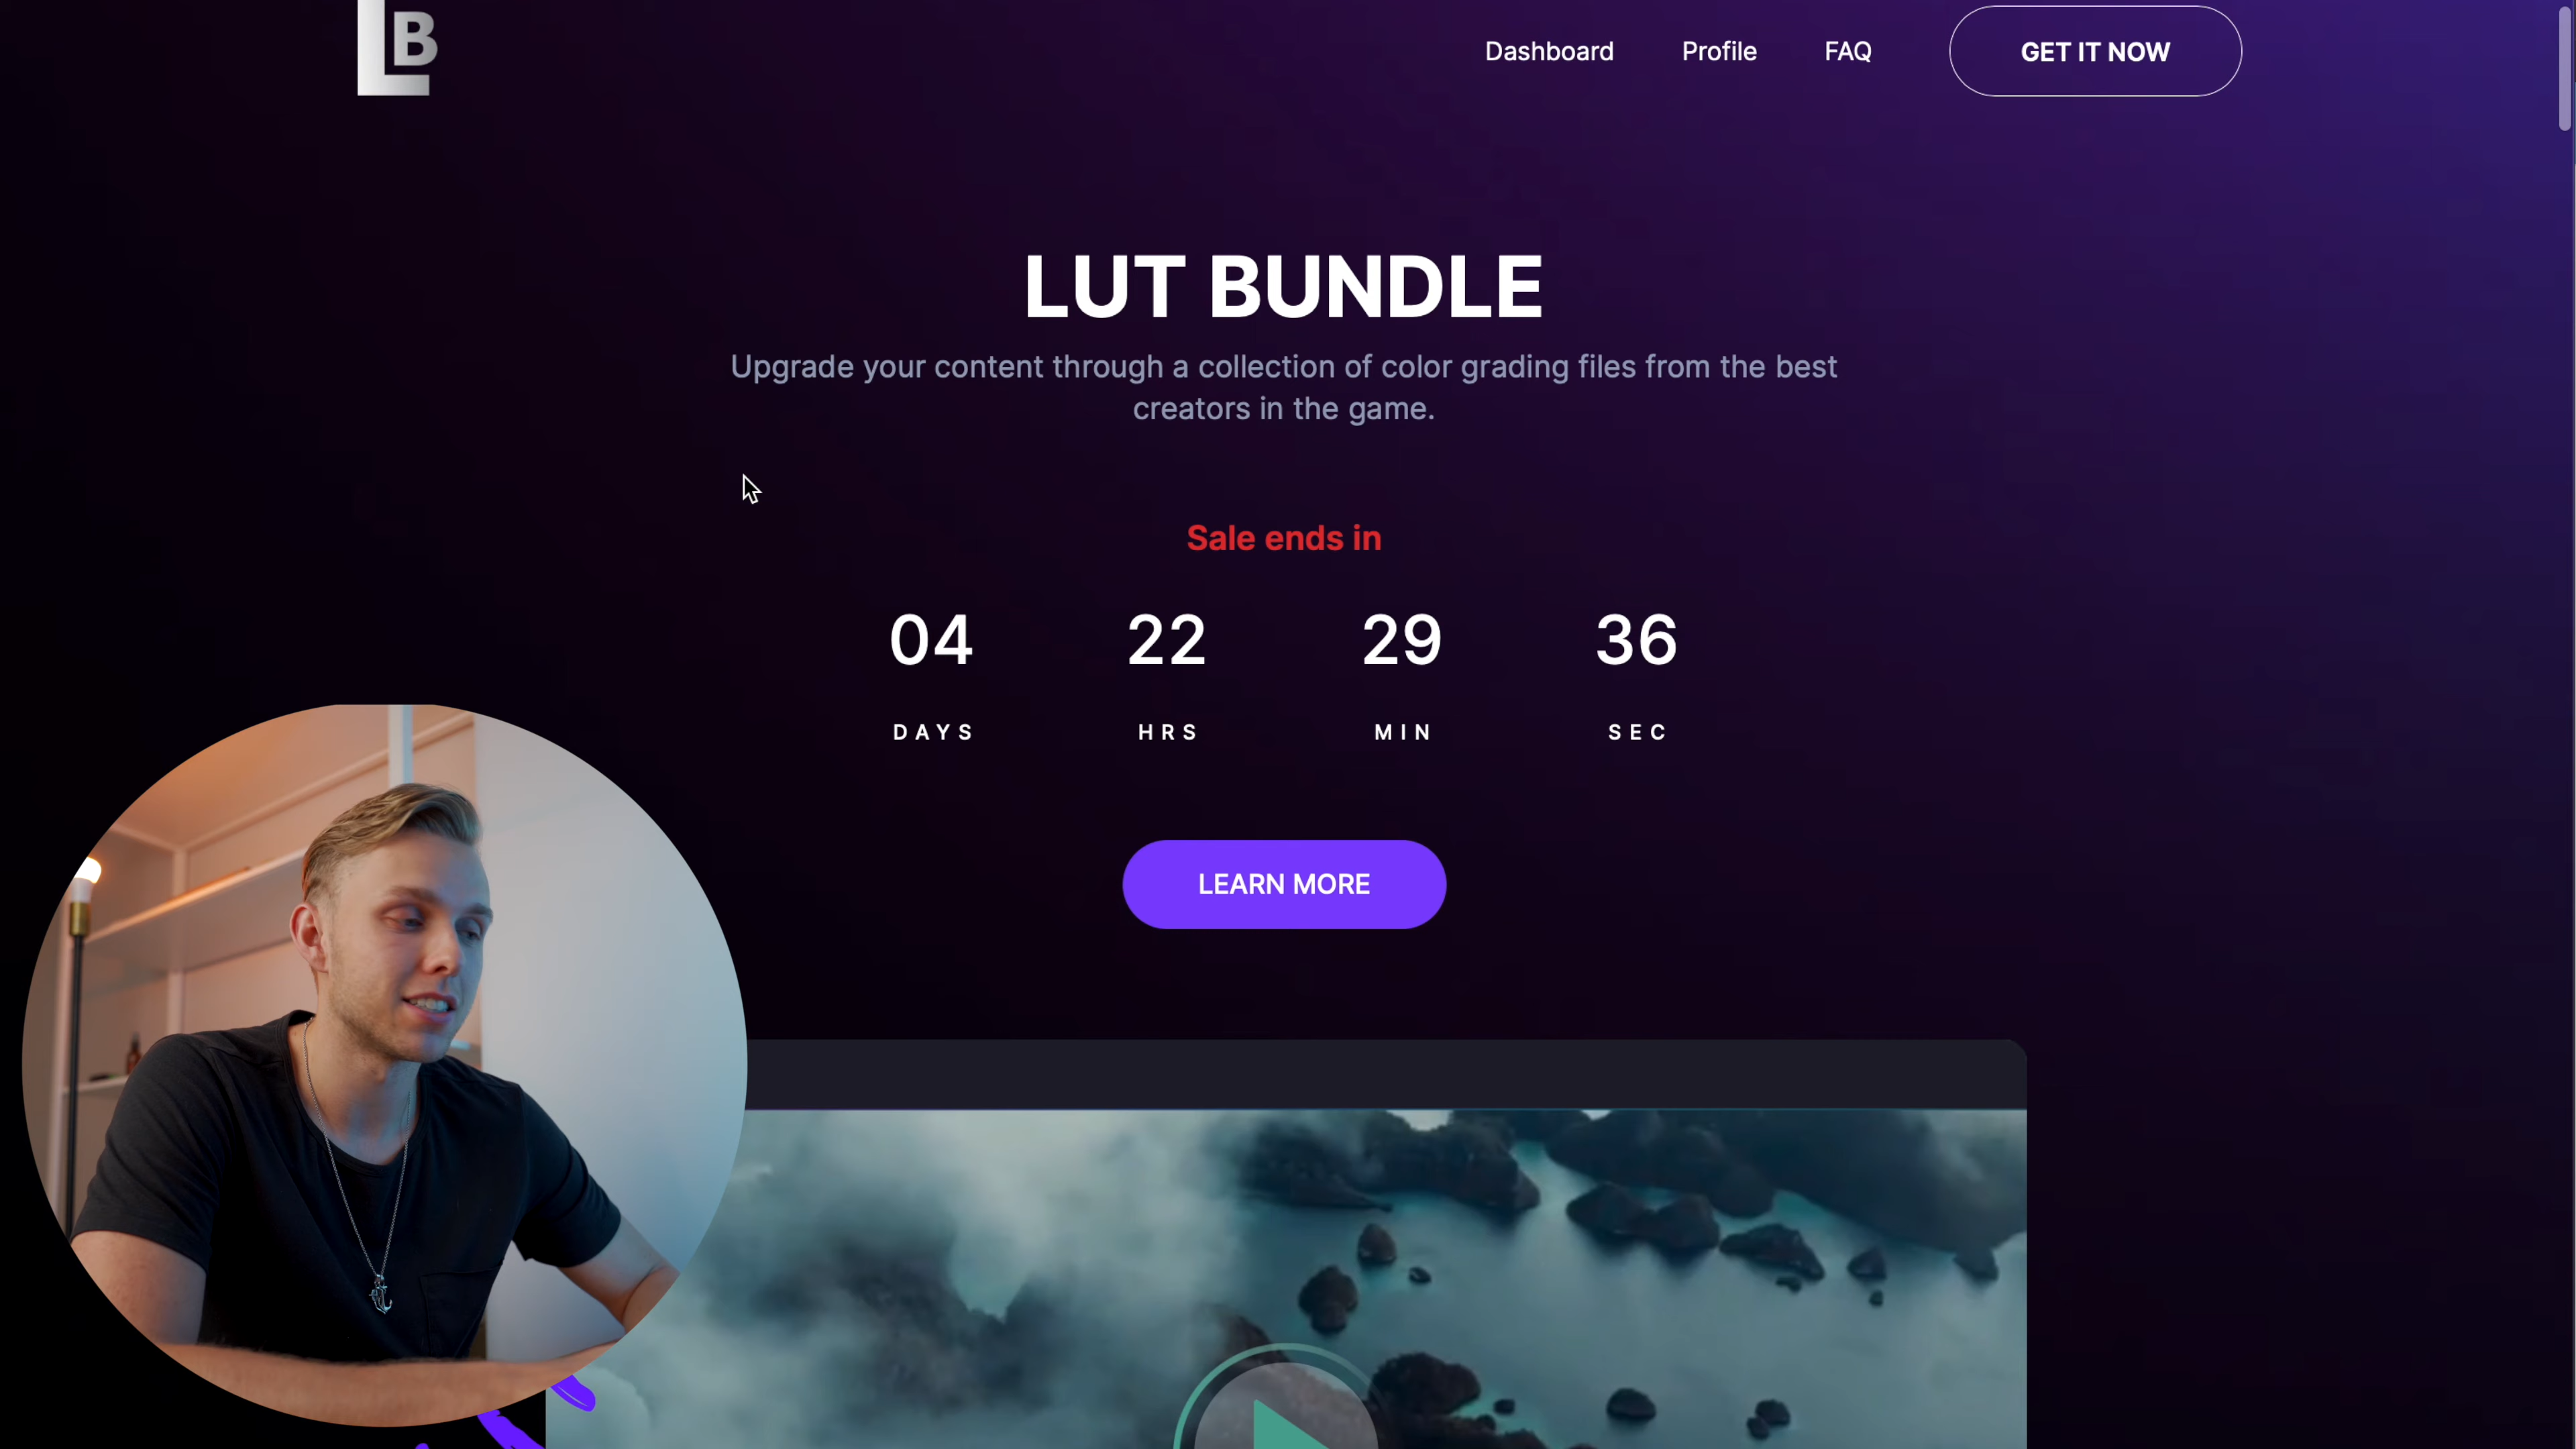 LB
Dashboard
Profile
FAQ
GET IT NOW
LUT BUNDLE
Upgrade your content through a collection of color grading files from the best
creators in the game.
Sale ends in
04 22 29 36
DAYS HRS MIN SEC
LEARN MORE